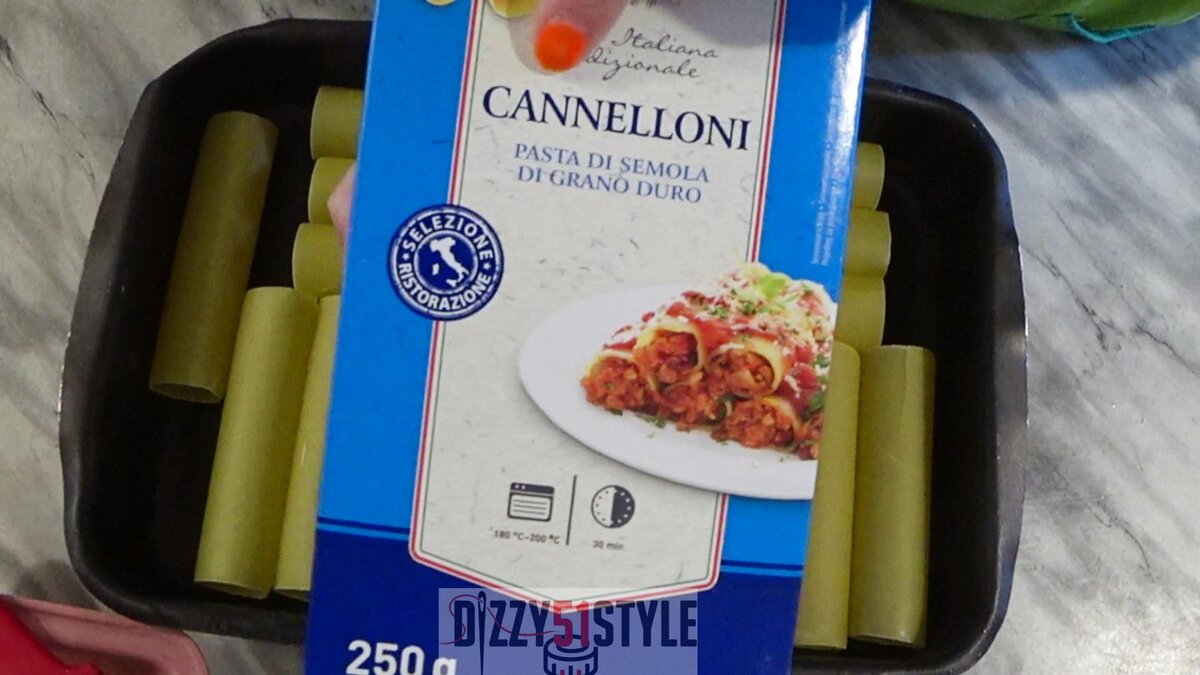 Italiana
dizionale
CANNELLONI
PASTA DI SEMOLA
DI GRANO DURO
SELEZIONE
RISTORAZIONE
180 °C-200 °C
30 min
250 g
DIZZY51STYLE